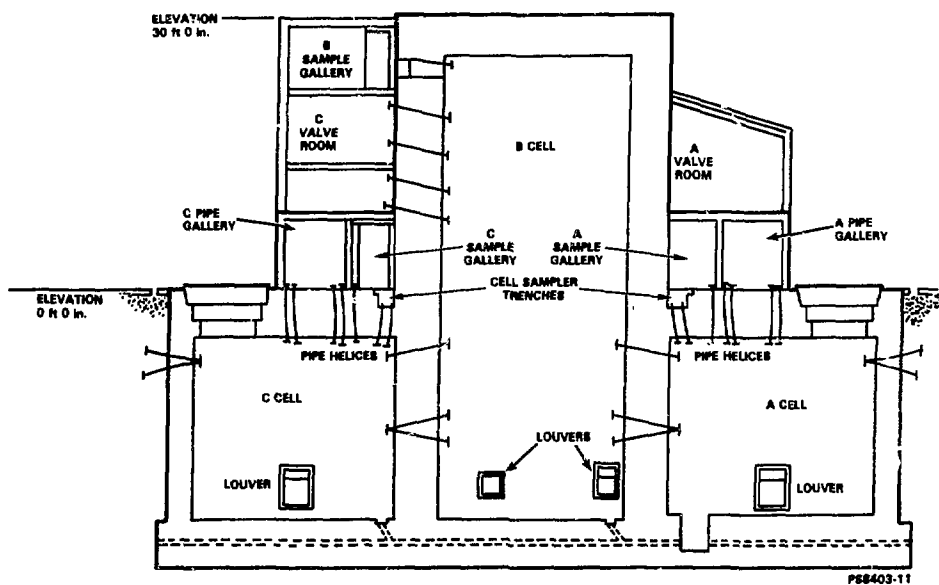 ELEVATION
30 ft 0 in.
B
SAMPLE
GALLERY
C
VALVE
ROOM
B CELL
A
VALVE
ROOM
C PIPE
GALLERY
C
SAMPLE
GALLERY
A
SAMPLE
GALLERY
A PIPE
GALLERY
ELEVATION
0 ft 0 in.
CELL SAMPLER
TRENCHES
PIPE HELICES
PIPE HELICES
C CELL
A CELL
LOUVERS
LOUVER
LOUVER
PS8403-11